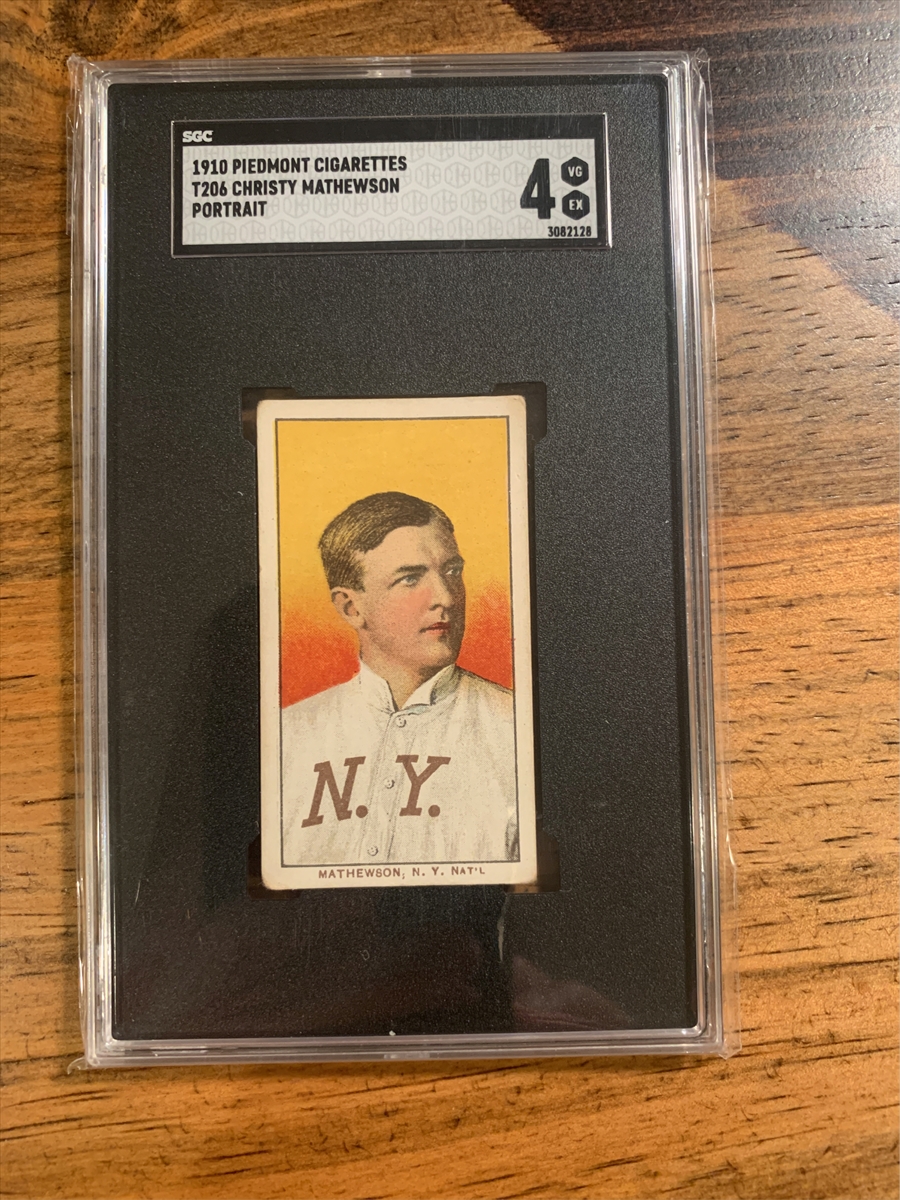 SGC
1910 PIEDMONT CIGARETTES
T206 CHRISTY MATHEWSON
PORTRAIT
4
VG
EX
3082128
N. Y.
MATHEWSON, N. Y. NAT'L